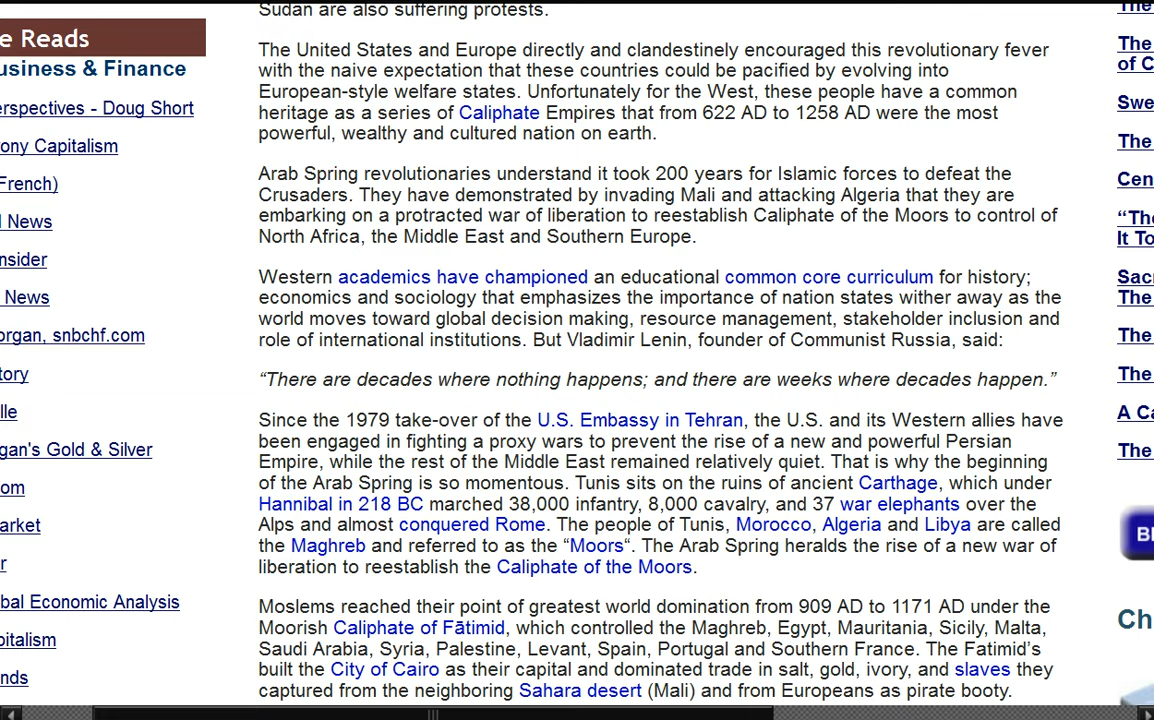 Sudan are also suffering protests.
e Reads
usiness & Finance
erspectives - Doug Short
rony Capitalism
French)
l News
nsider
News
organ, snbchf.com
tory
lle
gan's Gold & Silver
om
arket
r
bal Economic Analysis
pitalism
nds
The United States and Europe directly and clandestinely encouraged this revolutionary fever
with the naive expectation that these countries could be pacified by evolving into
European-style welfare states. Unfortunately for the West, these people have a common
heritage as a series of Caliphate Empires that from 622 AD to 1258 AD were the most
powerful, wealthy and cultured nation on earth.
Arab Spring revolutionaries understand it took 200 years for Islamic forces to defeat the
Crusaders. They have demonstrated by invading Mali and attacking Algeria that they are
embarking on a protracted war of liberation to reestablish Caliphate of the Moors to control of
North Africa, the Middle East and Southern Europe.
Western academics have championed an educational common core curriculum for history;
economics and sociology that emphasizes the importance of nation states wither away as the
world moves toward global decision making, resource management, stakeholder inclusion and
role of international institutions. But Vladimir Lenin, founder of Communist Russia, said:
“There are decades where nothing happens; and there are weeks where decades happen.”
Since the 1979 take-over of the U.S. Embassy in Tehran, the U.S. and its Western allies have
been engaged in fighting a proxy wars to prevent the rise of a new and powerful Persian
Empire, while the rest of the Middle East remained relatively quiet. That is why the beginning
of the Arab Spring is so momentous. Tunis sits on the ruins of ancient Carthage, which under
Hannibal in 218 BC marched 38,000 infantry, 8,000 cavalry, and 37 war elephants over the
Alps and almost conquered Rome. The people of Tunis, Morocco, Algeria and Libya are called
the Maghreb and referred to as the “Moors“. The Arab Spring heralds the rise of a new war of
liberation to reestablish the Caliphate of the Moors.
Moslems reached their point of greatest world domination from 909 AD to 1171 AD under the
Moorish Caliphate of Fātimid, which controlled the Maghreb, Egypt, Mauritania, Sicily, Malta,
Saudi Arabia, Syria, Palestine, Levant, Spain, Portugal and Southern France. The Fatimid’s
built the City of Cairo as their capital and dominated trade in salt, gold, ivory, and slaves they
captured from the neighboring Sahara desert (Mali) and from Europeans as pirate booty.
The
The
of C
Swe
The
Cen
“The
It To
Sac
The
The
The
A Ca
The
Ch